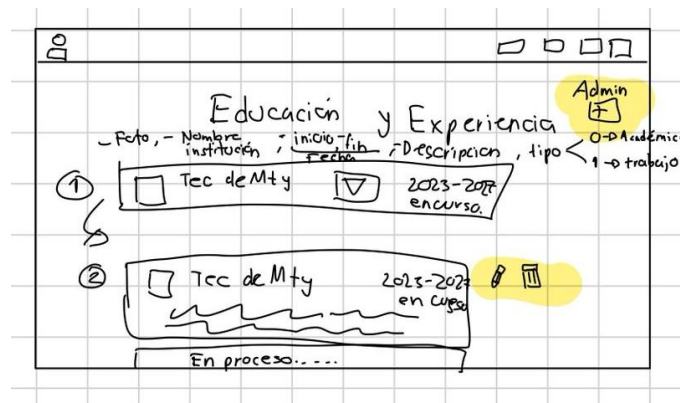 Admin
+
Educación y Experiencia
- Foto, - Nombre institución, - inicio-fin Fecha, - Descripcion, tipo < 0 -> Académico
1 -> trabajo
1 Tec de Mty 2023-2027
en curso.
2 Tec de Mty 2023-2027
en curso
En proceso.....